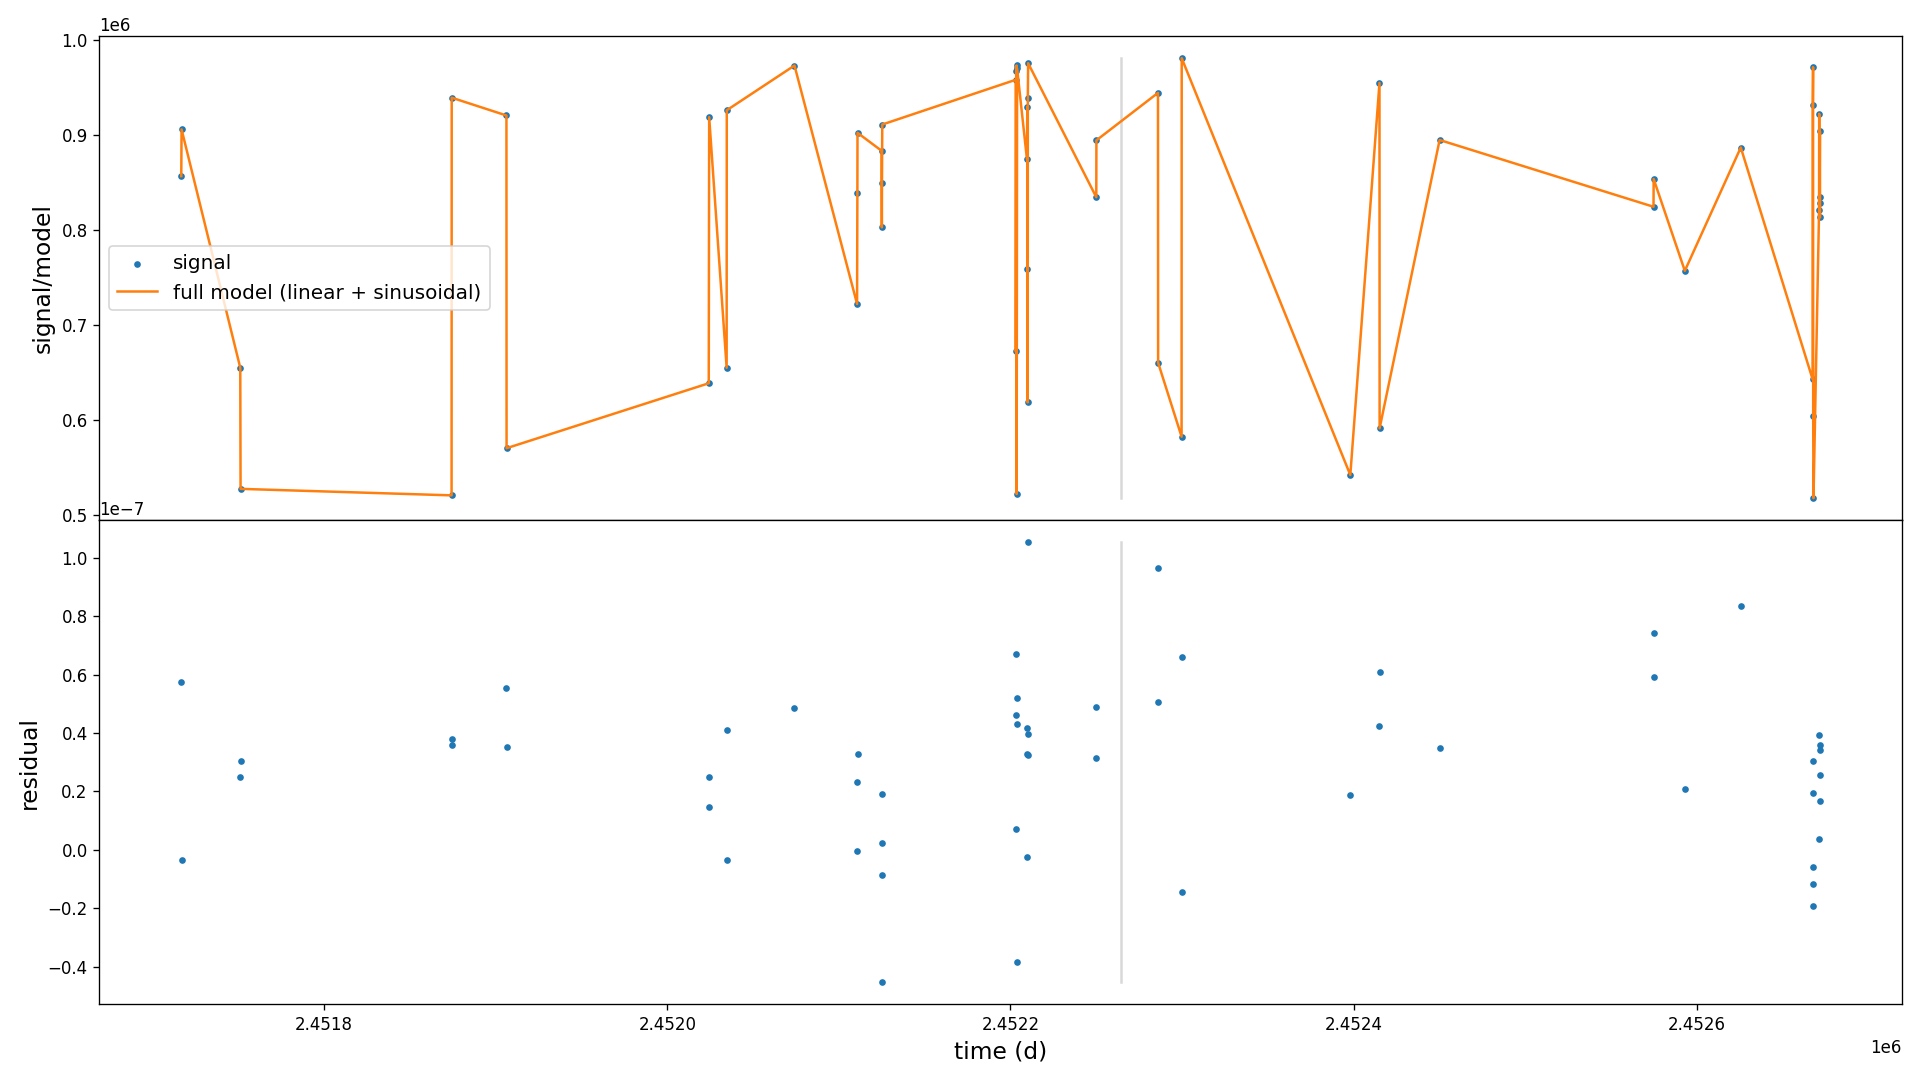 1e6
1.0
0.9
0.8
0.7
0.6
0.5
signal/model
signal
full model (linear + sinusoidal)
1e−7
1.0
0.8
0.6
0.4
0.2
0.0
−0.2
−0.4
residual
2.4518 2.4520 2.4522 2.4524 2.4526
time (d)
1e6